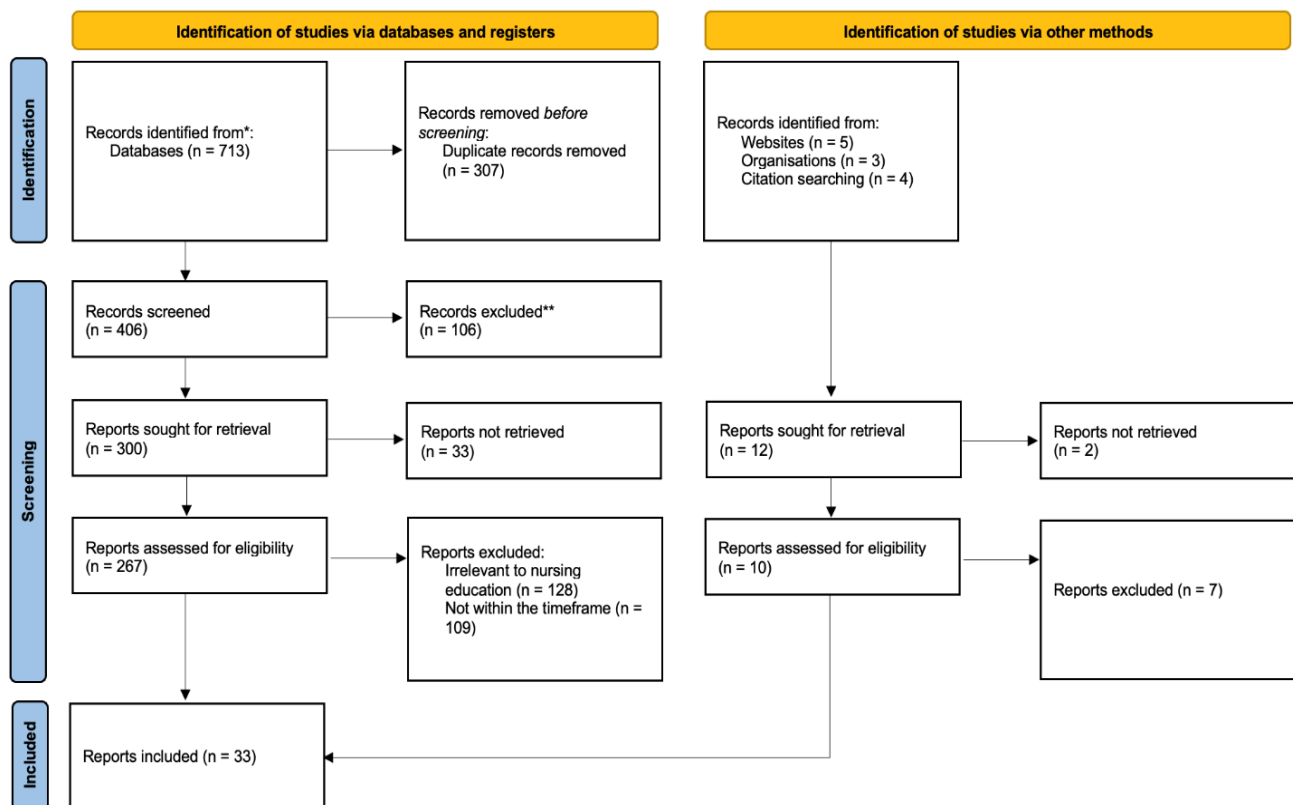 Identification of studies via databases and registers
Identification of studies via other methods
Identification
Records identified from*:
Databases (n = 713)
Records removed before
screening:
Duplicate records removed
(n = 307)
Records identified from:
Websites (n = 5)
Organisations (n = 3)
Citation searching (n = 4)
Screening
Records screened
(n = 406)
Records excluded**
(n = 106)
Reports sought for retrieval
(n = 300)
Reports not retrieved
(n = 33)
Reports sought for retrieval
(n = 12)
Reports not retrieved
(n = 2)
Reports assessed for eligibility
(n = 267)
Reports excluded:
Irrelevant to nursing
education (n = 128)
Not within the timeframe (n =
109)
Reports assessed for eligibility
(n = 10)
Reports excluded (n = 7)
Included
Reports included (n = 33)